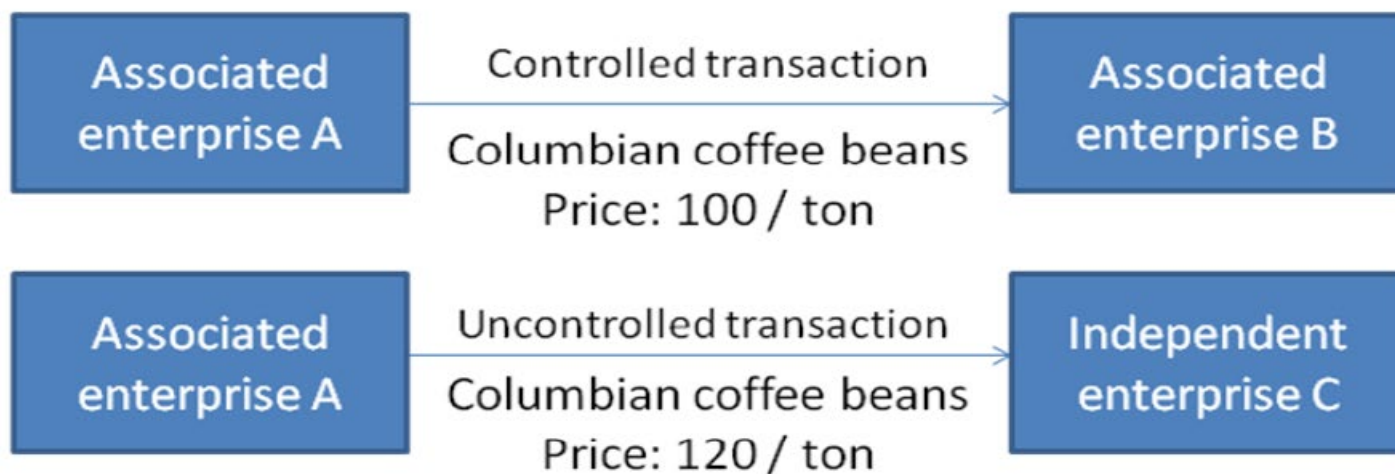 Associated
enterprise A
Controlled transaction
Columbian coffee beans
Price: 100 / ton
Associated
enterprise B
Associated
enterprise A
Uncontrolled transaction
Columbian coffee beans
Price: 120 / ton
Independent
enterprise C